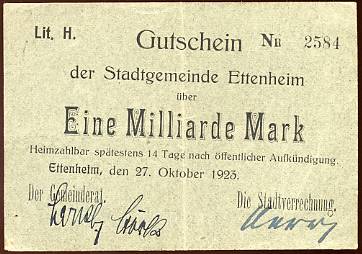 Lit. H.
Gutschein № 2584
der Stadtgemeinde Ettenheim
über
Eine Milliarde Mark
Heimzahlbar spätestens 14 Tage nach öffentlicher Aufkündigung.
Ettenheim, den 27. Oktober 1923.
Der Gemeinderat. Die Stadtverrechnung.